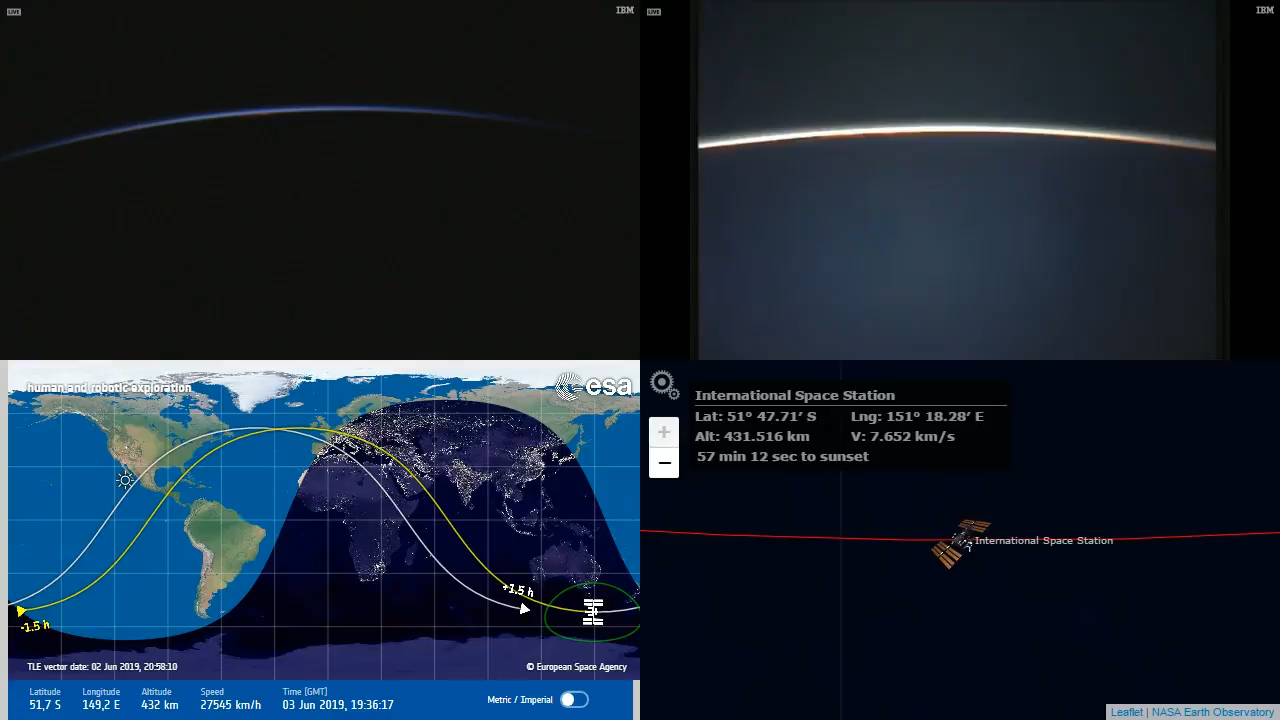 LIVE
IBM
LIVE
IBM
human and robotic exploration
esa
+1.5 h
-1.5 h
TLE vector date: 02 Jun 2019, 20:58:10
© European Space Agency
Latitude
Longitude
Altitude
Speed
Time [GMT]
Metric / Imperial
51,7 S
149,2 E
432 km
27545 km/h
03 Jun 2019, 19:36:17
International Space Station
Lat: 51° 47.71′ S
Lng: 151° 18.28′ E
Alt: 431.516 km
V: 7.652 km/s
57 min 12 sec to sunset
+
−
International Space Station
Leaflet | NASA Earth Observatory